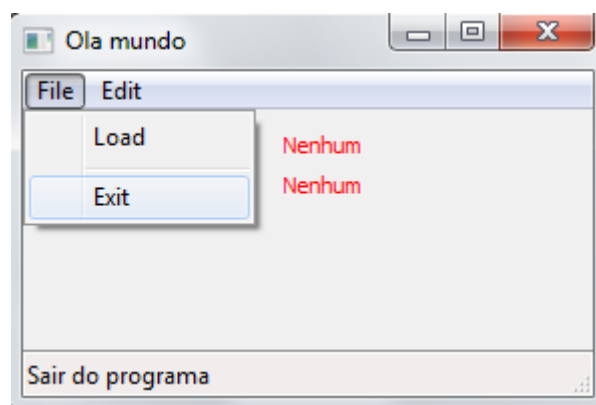 Ola mundo
File Edit
Load
Nenhum
Exit
Nenhum
Sair do programa